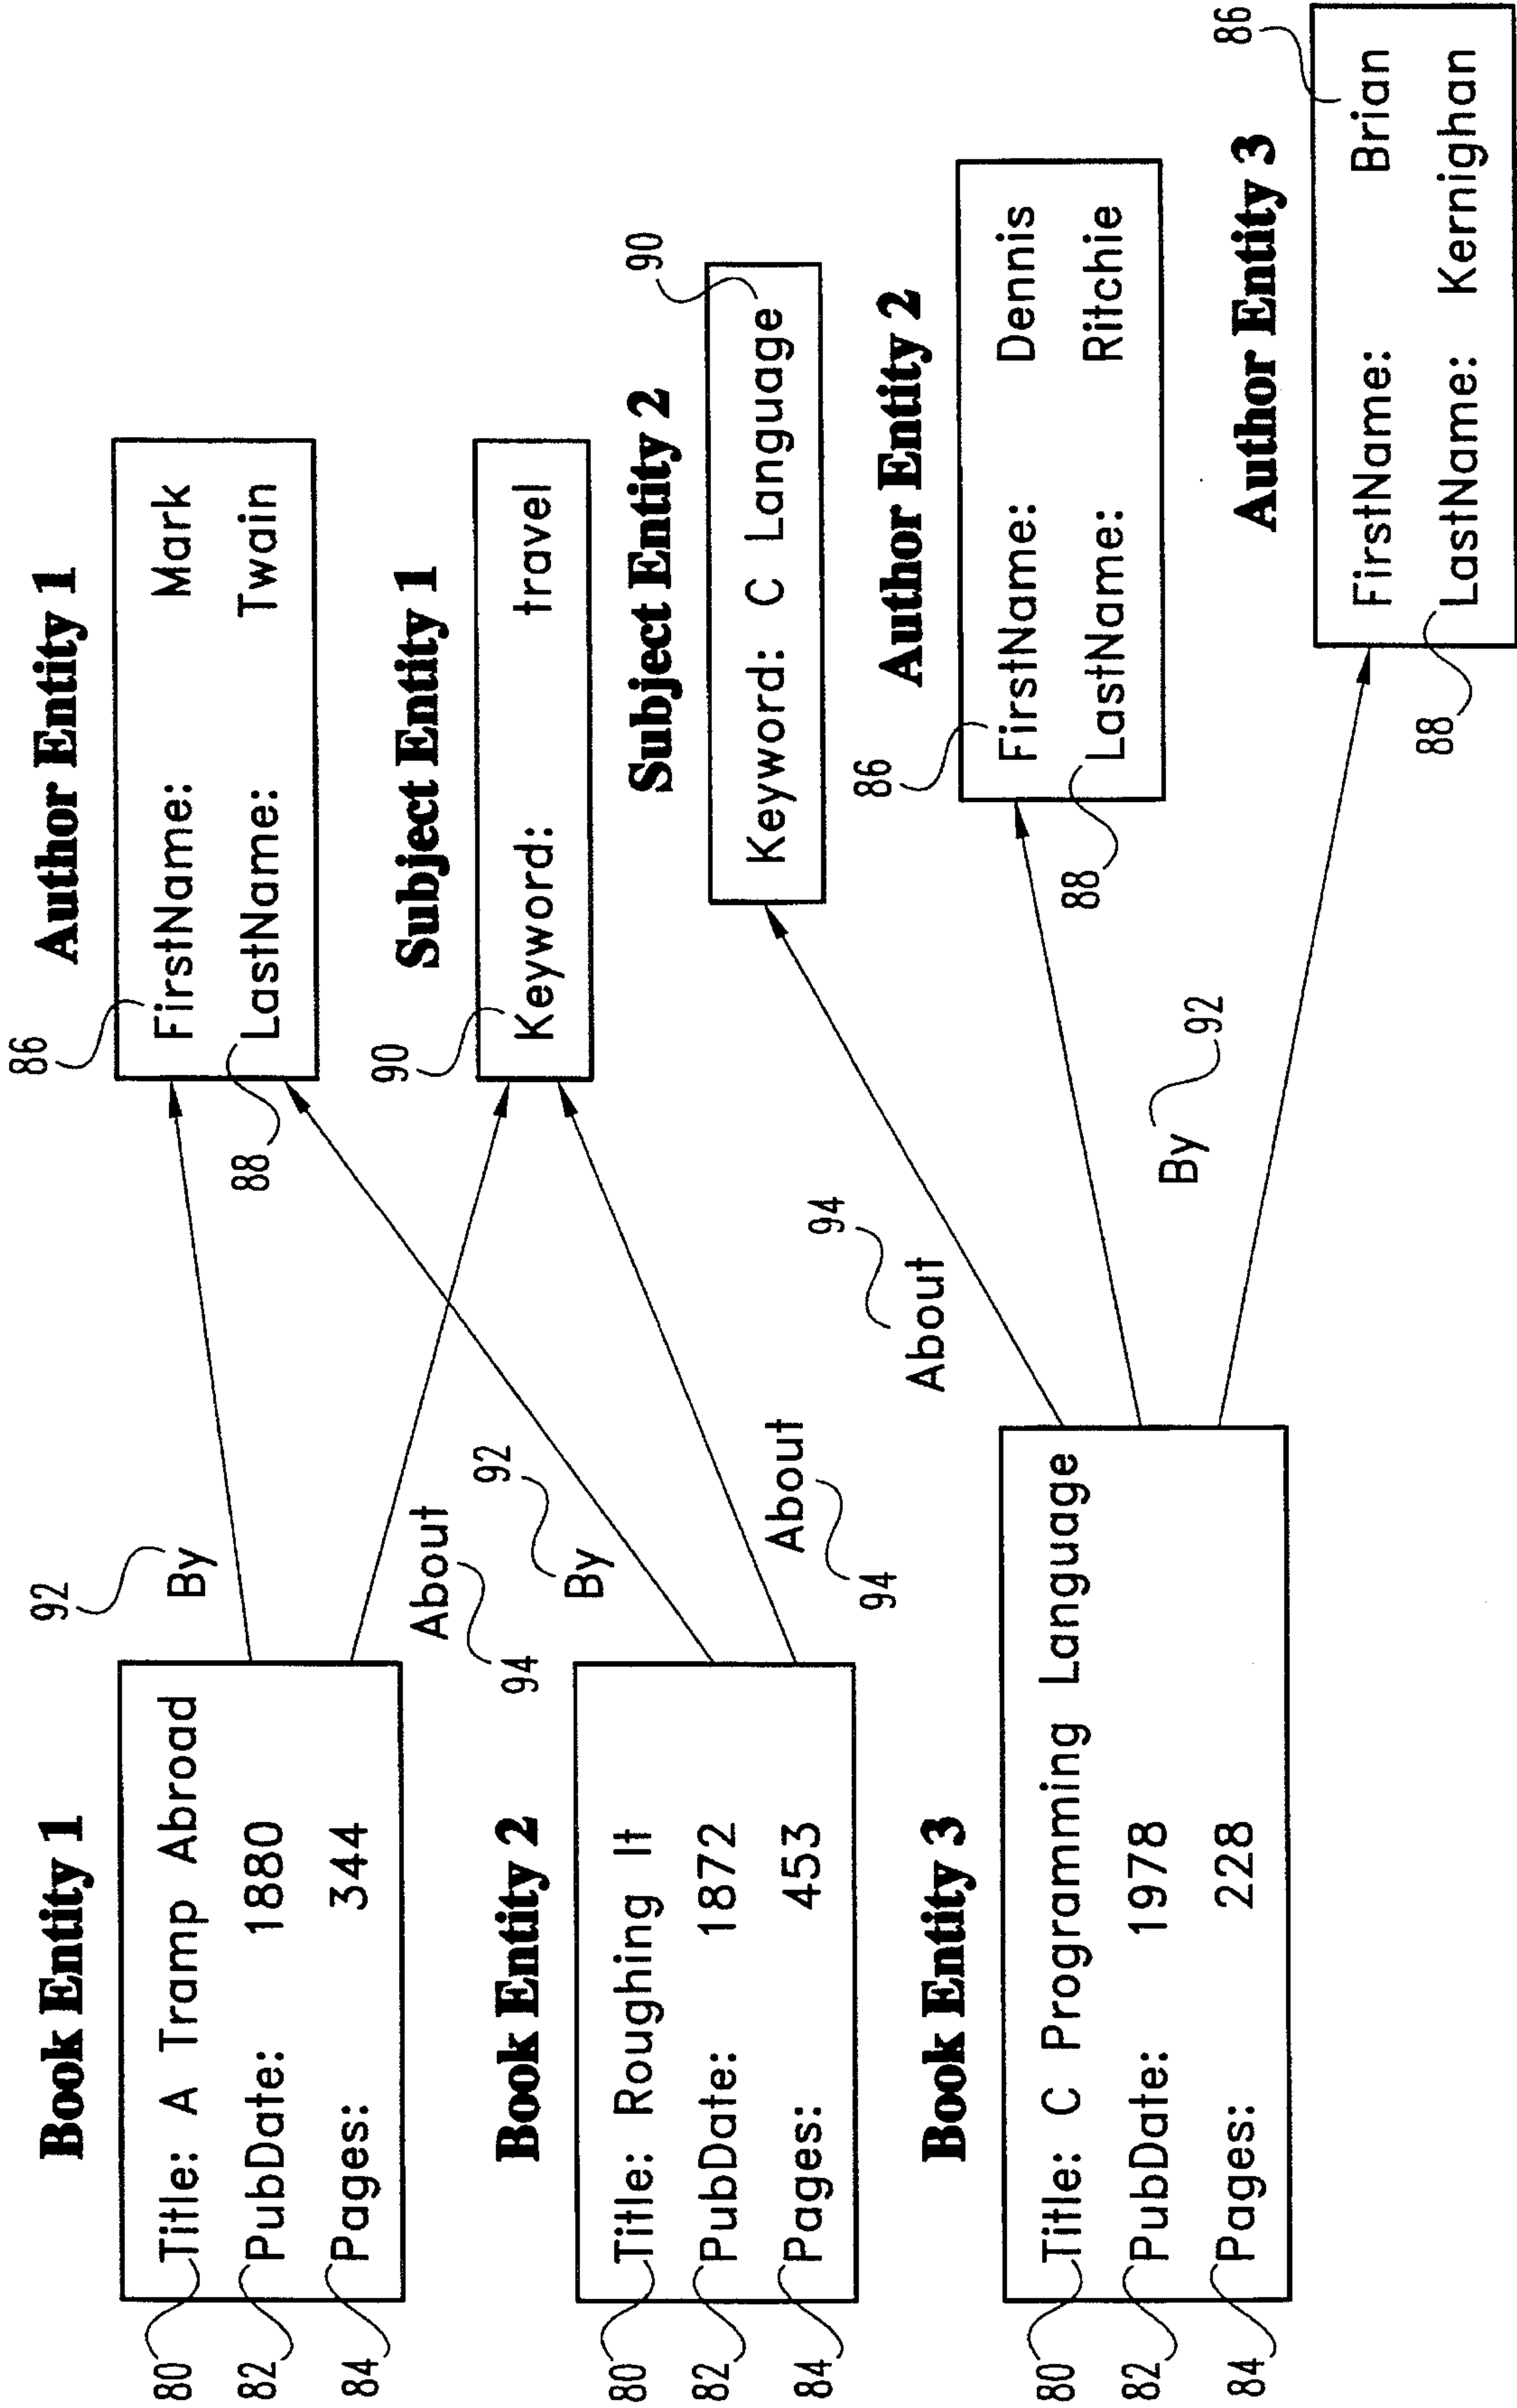 Book Entity 1
80
Title: A Tramp Abroad
82
PubDate: 1880
84
Pages: 344
92
By
About
94
Author Entity 1
86
FirstName: Mark
LastName: Twain
88
Subject Entity 1
90
Keyword: travel
Book Entity 2
80
Title: Roughing It
82
PubDate: 1872
84
Pages: 453
92
By
About
94
Subject Entity 2
90
Keyword: C Language
Book Entity 3
80
Title: C Programming Language
82
PubDate: 1978
84
Pages: 228
94
About
By 92
Author Entity 2
86
FirstName: Dennis
LastName: Ritchie
88
Author Entity 3
86
FirstName: Brian
LastName: Kernighan
88